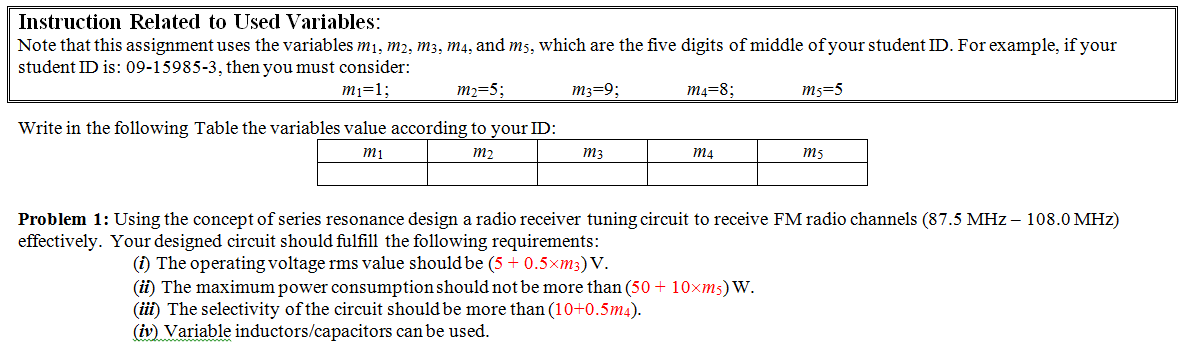 Instruction Related to Used Variables:
Note that this assignment uses the variables m1, m2, m3, m4, and m5, which are the five digits of middle of your student ID. For example, if your
student ID is: 09-15985-3, then you must consider:
m1=1; m2=5; m3=9; m4=8; m5=5
Write in the following Table the variables value according to your ID:
m1 m2 m3 m4 m5
Problem 1: Using the concept of series resonance design a radio receiver tuning circuit to receive FM radio channels (87.5 MHz – 108.0 MHz)
effectively. Your designed circuit should fulfill the following requirements:
(i) The operating voltage rms value should be (5 + 0.5×m3) V.
(ii) The maximum power consumption should not be more than (50 + 10×m5) W.
(iii) The selectivity of the circuit should be more than (10+0.5m4).
(iv) Variable inductors/capacitors can be used.